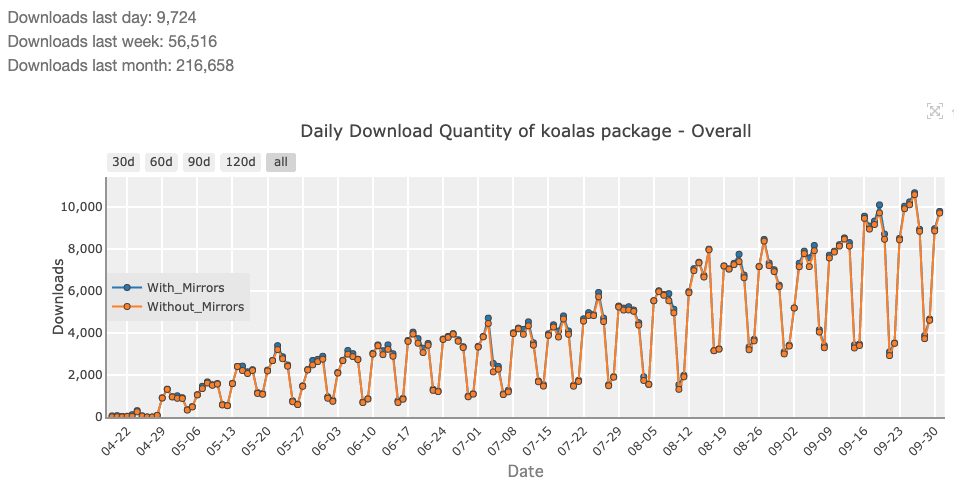 Downloads last day: 9,724
Downloads last week: 56,516
Downloads last month: 216,658
Daily Download Quantity of koalas package - Overall
30d 60d 90d 120d all
10,000
8,000
6,000
4,000
2,000
0
Downloads
With_Mirrors
Without_Mirrors
04-22 04-29 05-06 05-13 05-20 05-27 06-03 06-10 06-17 06-24 07-01 07-08 07-15 07-22 07-29 08-05 08-12 08-19 08-26 09-02 09-09 09-16 09-23 09-30
Date